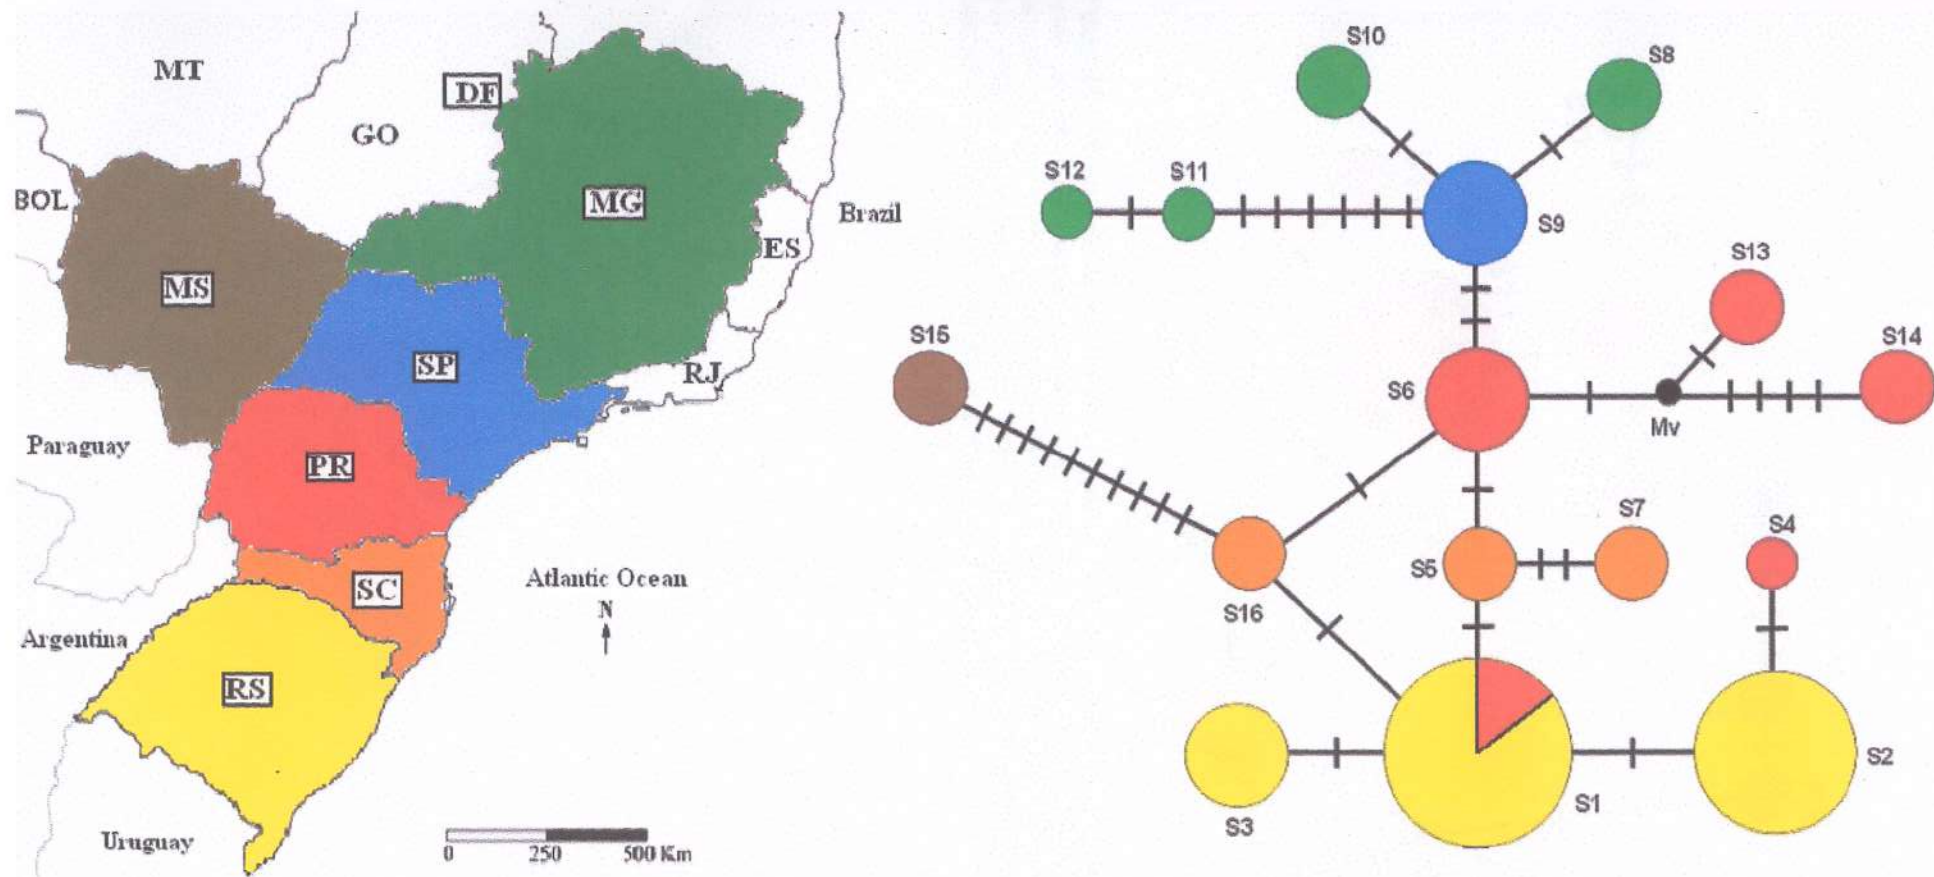 MT
DF
GO
BOL
MG
Brazil
ES
MS
SP
RJ
Paraguay
PR
SC
Atlantic Ocean
N
Argentina
RS
Uruguay
0 250 500 Km
S10
S8
S12
S11
S9
S13
S15
S14
S6
Mv
S7
S4
S5
S16
S2
S1
S3